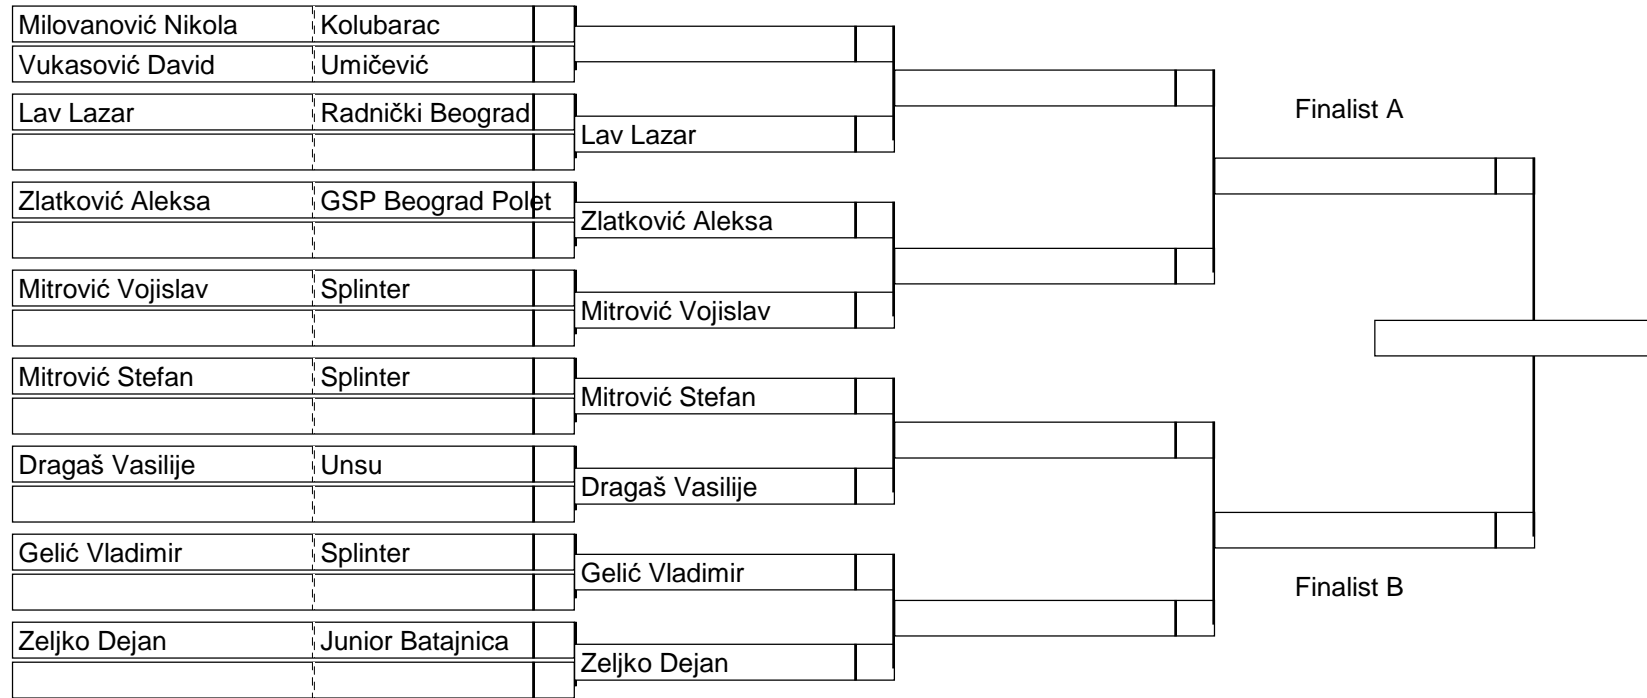 Milovanović Nikola Kolubarac
Vukasović David Umičević
Lav Lazar Radnički Beograd
Finalist A
Lav Lazar
Zlatković Aleksa GSP Beograd Polet
Zlatković Aleksa
Mitrović Vojislav Splinter
Mitrović Vojislav
Mitrović Stefan Splinter
Mitrović Stefan
Dragaš Vasilije Unsu
Dragaš Vasilije
Gelić Vladimir Splinter
Gelić Vladimir
Finalist B
Zeljko Dejan Junior Batajnica
Zeljko Dejan